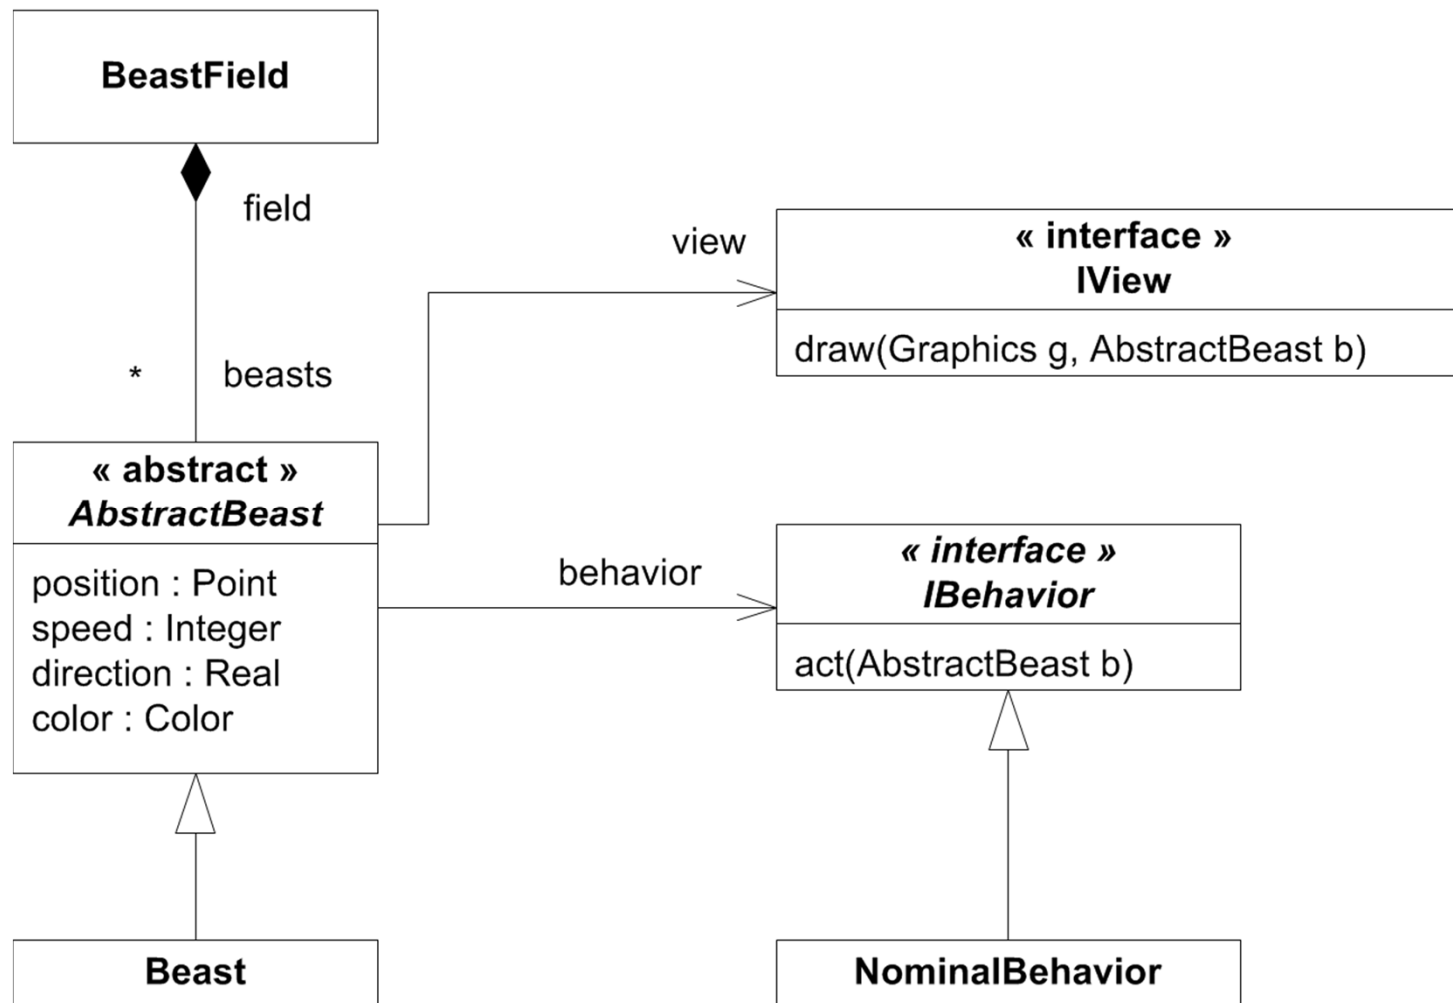 BeastField
field
view
« interface »
IView
draw(Graphics g, AbstractBeast b)
*
beasts
« abstract »
AbstractBeast
position : Point
speed : Integer
direction : Real
color : Color
behavior
« interface »
IBehavior
act(AbstractBeast b)
Beast
NominalBehavior